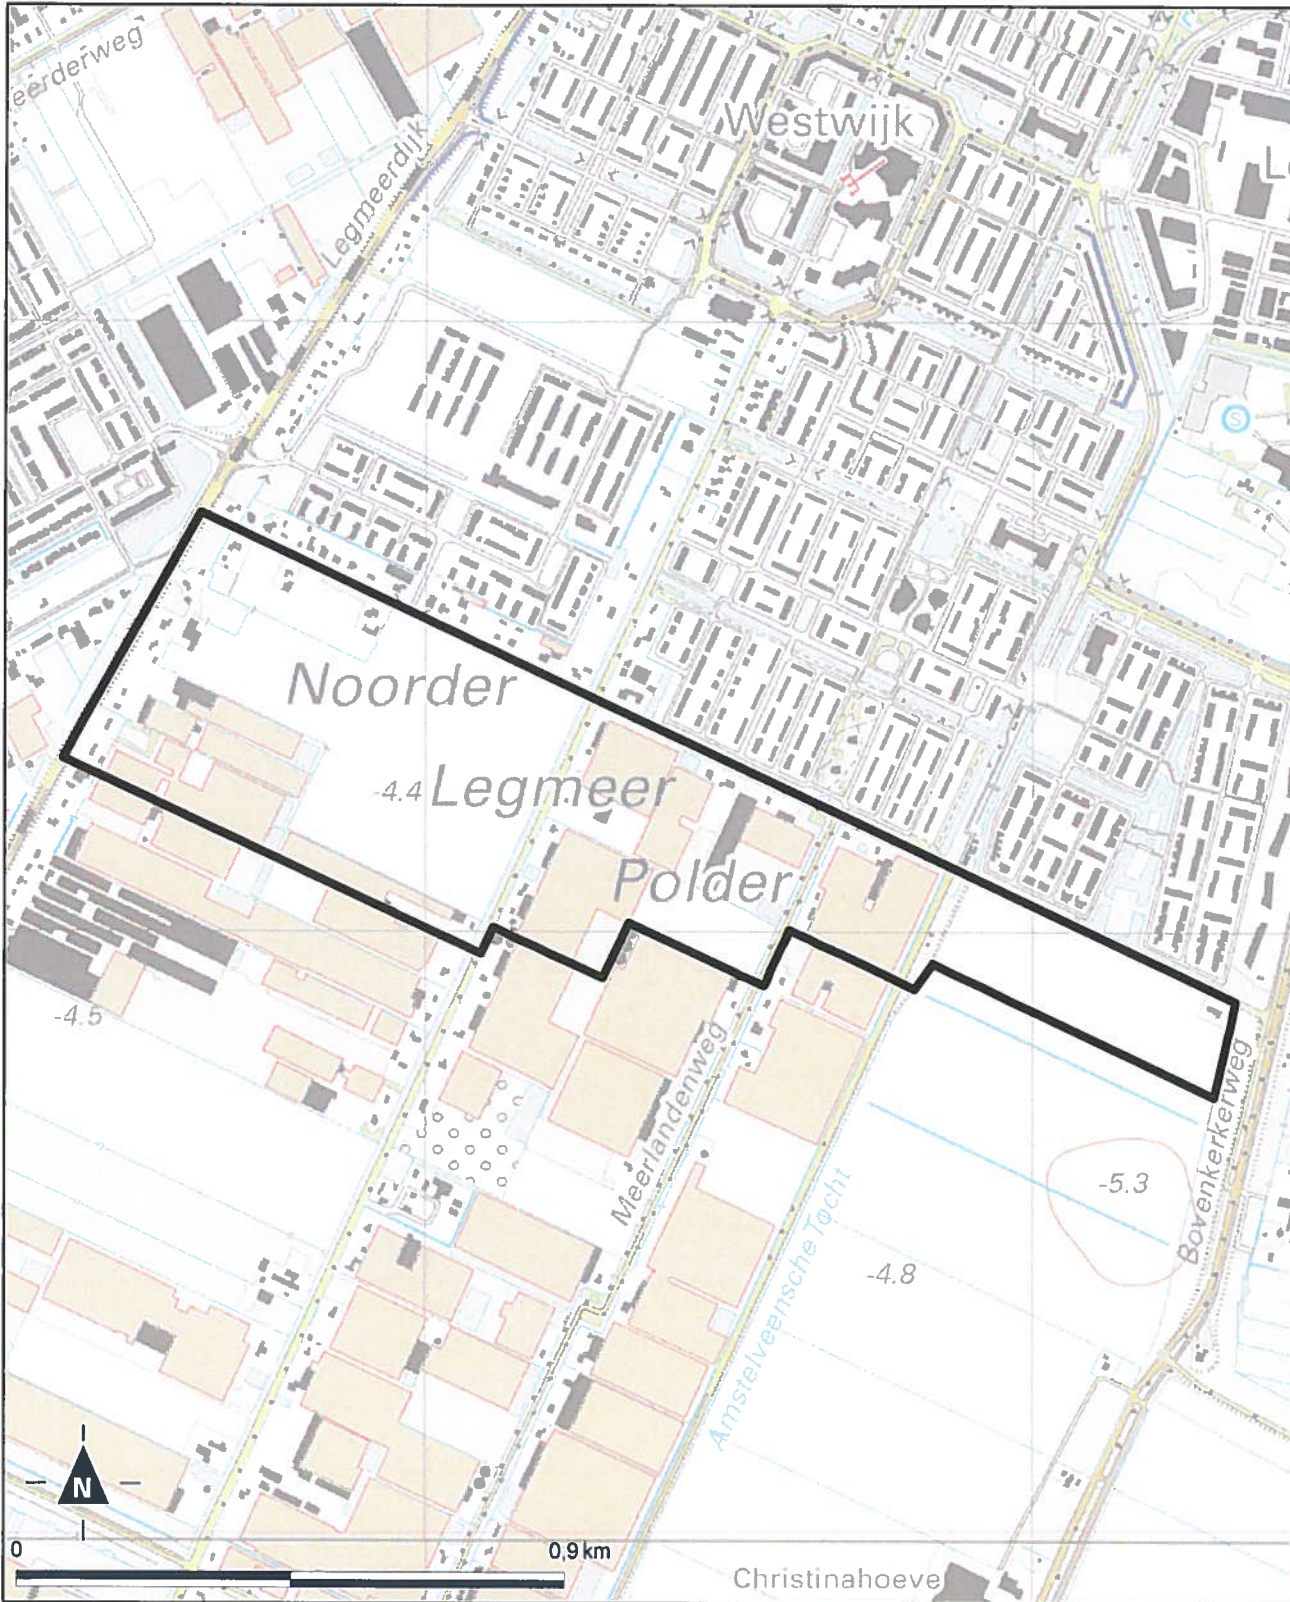 eerderweg
Westwijk
Legmeerdijk
S
Noorder
-4.4 Legmeer
Polder
-4.5
Meerlandenweg
Bovenkerkerweg
-5.3
-4.8
Amstelveensche Tocht
N
0 0,9 km
Christinahoeve